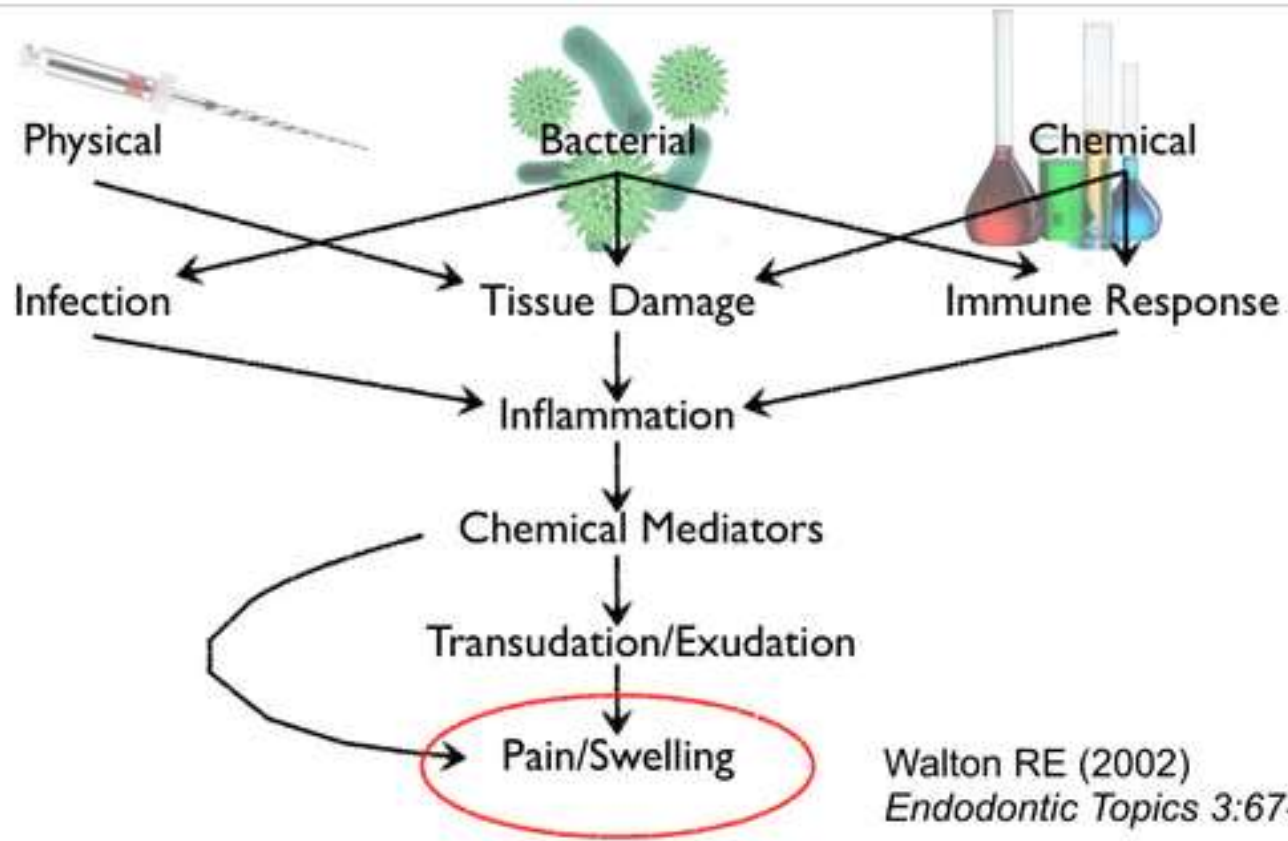 Physical Bacterial Chemical
Infection Tissue Damage Immune Response
Inflammation
Chemical Mediators
Transudation/Exudation
Pain/Swelling
Walton RE (2002)
Endodontic Topics 3:67